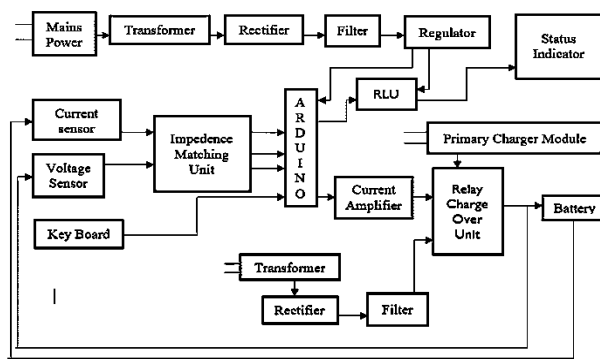 Mains
Power
Transformer
Rectifier
Filter
Regulator
Status
Indicator
RLU
Current
sensor
Impedence
Matching
Unit
A
R
D
U
I
N
O
Primary Charger Module
Voltage
Sensor
Current
Amplifier
Relay
Charge
Over
Unit
Battery
Key Board
Transformer
Rectifier
Filter